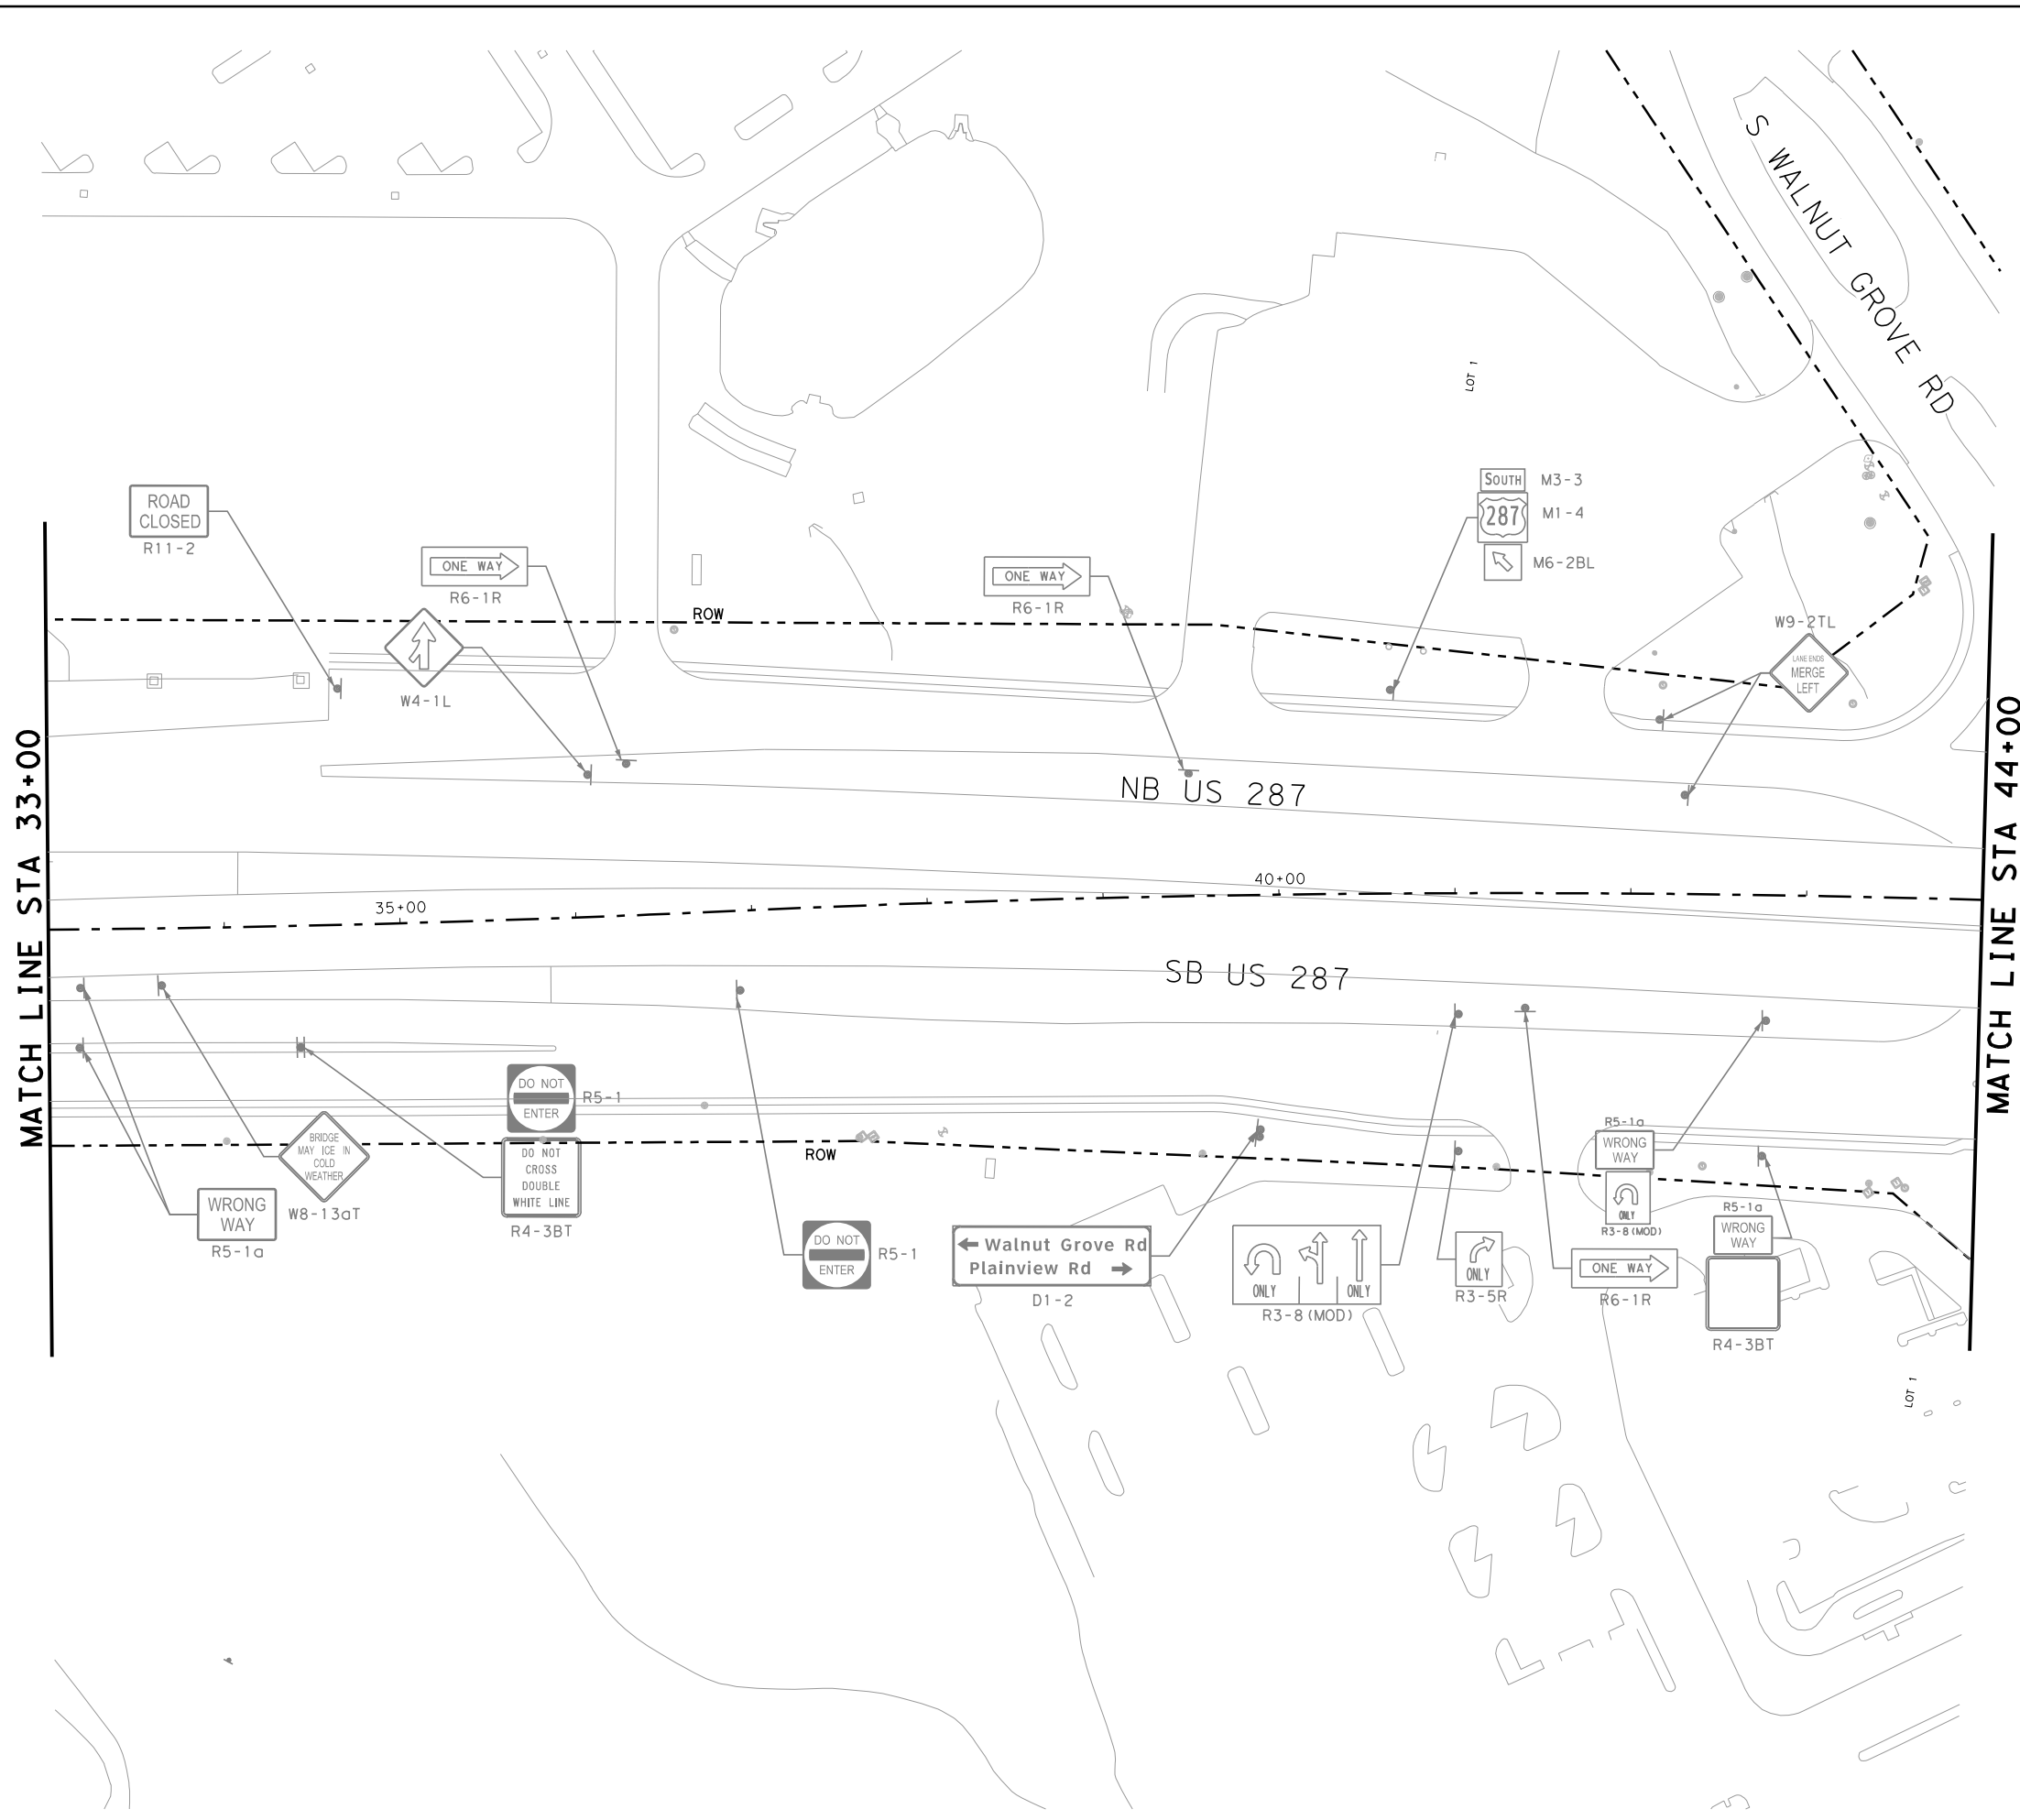 S WALNUT GROVE RD
LOT 1
ROAD
CLOSED
R11-2
ONE WAY
R6-1R
W4-1L
ROW
ONE WAY
R6-1R
SOUTH
M3-3
287
M1-4
M6-2BL
W9-2TL
LANE ENDS
MERGE
LEFT
MATCH LINE STA 33+00
MATCH LINE STA 44+00
NB US 287
35+00
40+00
SB US 287
DO NOT
ENTER
R5-1
DO NOT
CROSS
DOUBLE
WHITE LINE
R4-3BT
BRIDGE
MAY ICE IN
COLD
WEATHER
W8-13aT
WRONG
WAY
R5-1a
ROW
DO NOT
ENTER
R5-1
Walnut Grove Rd
Plainview Rd
D1-2
ONLY
ONLY
R3-8 (MOD)
ONLY
R3-5R
ONE WAY
R6-1R
R5-1a
WRONG
WAY
ONLY
R3-8 (MOD)
R5-1a
WRONG
WAY
R4-3BT
LOT 1